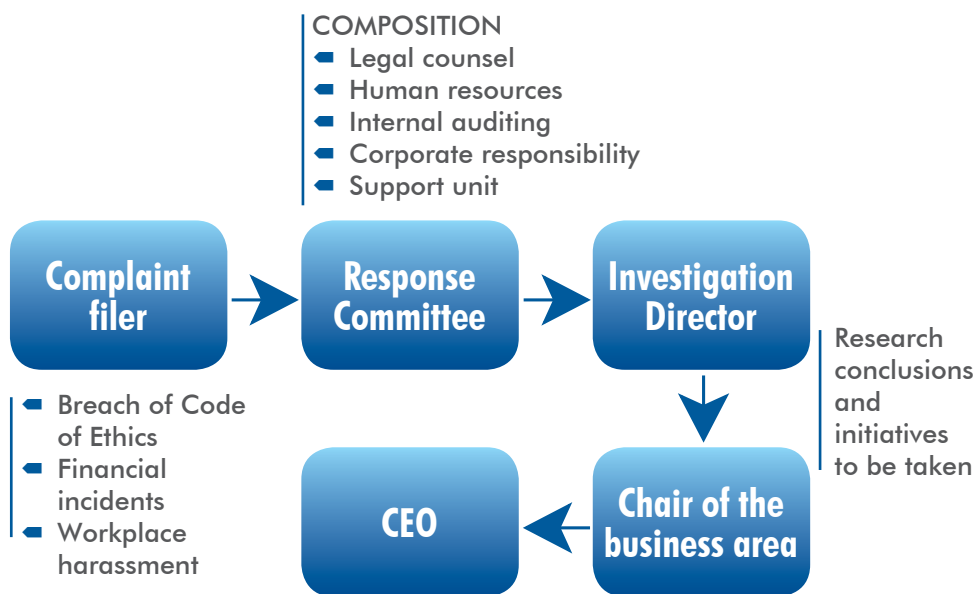 COMPOSITION
Legal counsel
Human resources
Internal auditing
Corporate responsibility
Support unit
Complaint
filer
Response
Committee
Investigation
Director
Breach of Code
of Ethics
Financial
incidents
Workplace
harassment
Research
conclusions
and
initiatives
to be taken
Chair of the
business area
CEO